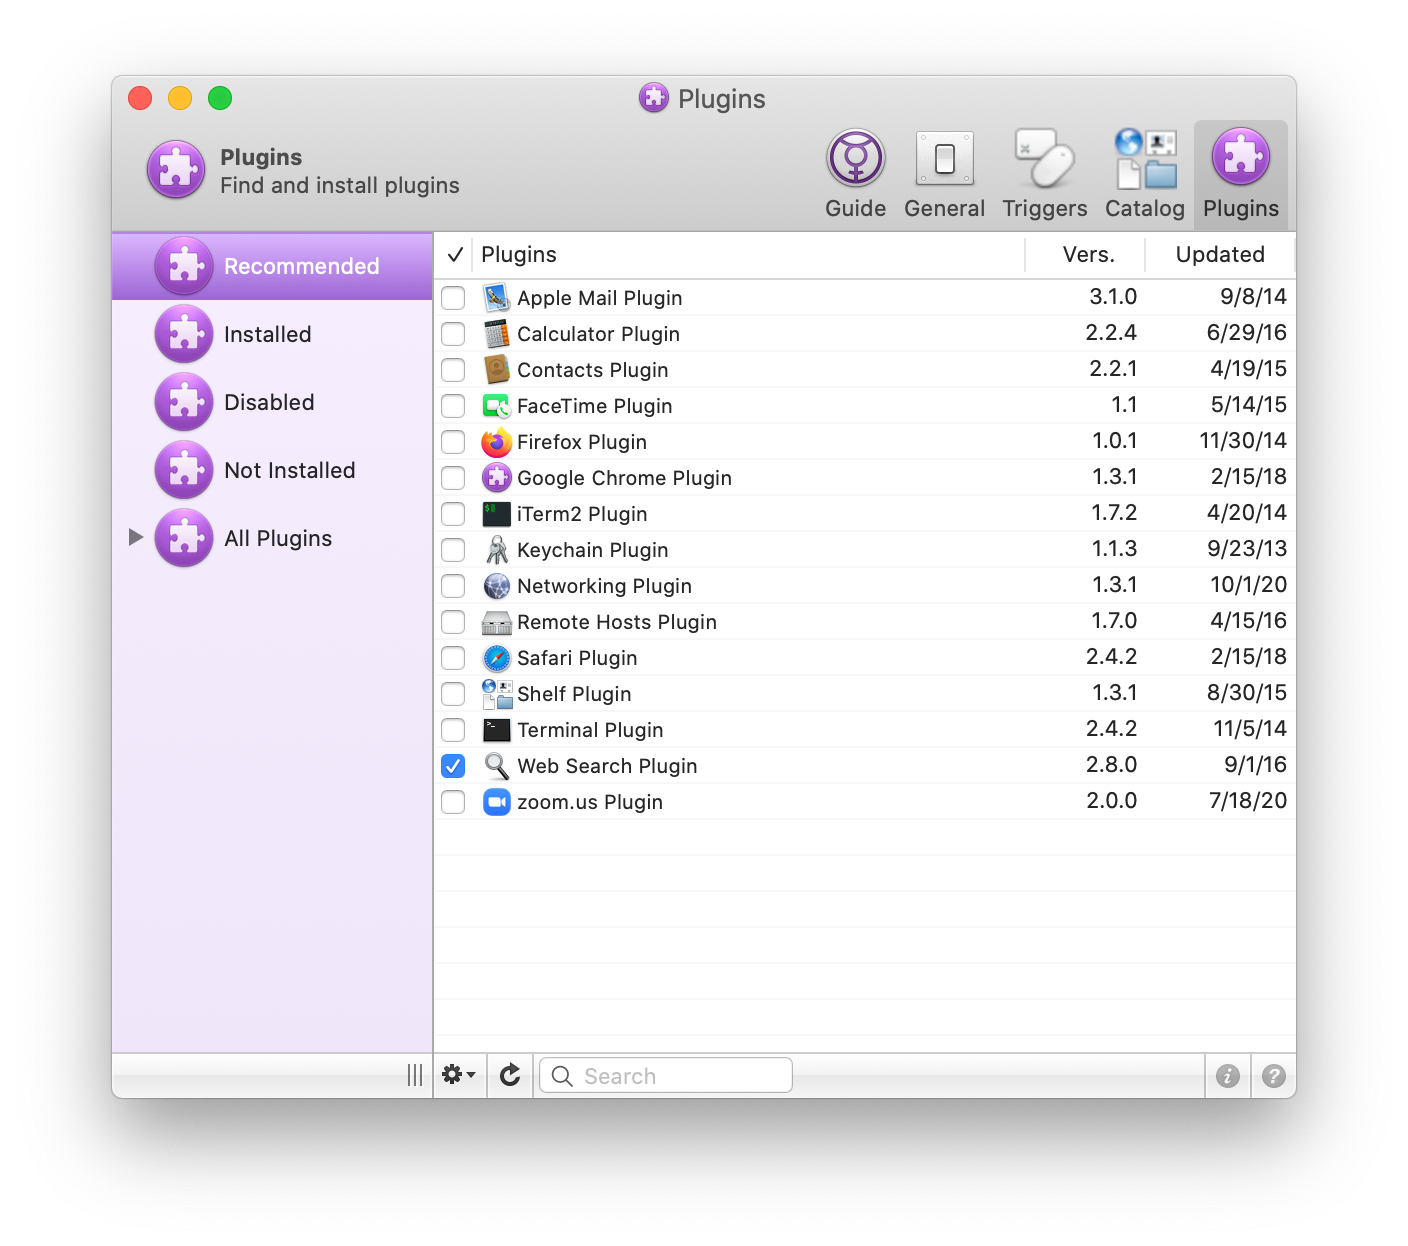 Plugins
Plugins
Find and install plugins
Guide General Triggers Catalog Plugins
Recommended
Installed
Disabled
Not Installed
All Plugins
✓ Plugins Vers. Updated
Apple Mail Plugin 3.1.0 9/8/14
Calculator Plugin 2.2.4 6/29/16
Contacts Plugin 2.2.1 4/19/15
FaceTime Plugin 1.1 5/14/15
Firefox Plugin 1.0.1 11/30/14
Google Chrome Plugin 1.3.1 2/15/18
iTerm2 Plugin 1.7.2 4/20/14
Keychain Plugin 1.1.3 9/23/13
Networking Plugin 1.3.1 10/1/20
Remote Hosts Plugin 1.7.0 4/15/16
Safari Plugin 2.4.2 2/15/18
Shelf Plugin 1.3.1 8/30/15
Terminal Plugin 2.4.2 11/5/14
Web Search Plugin 2.8.0 9/1/16
zoom.us Plugin 2.0.0 7/18/20
Search